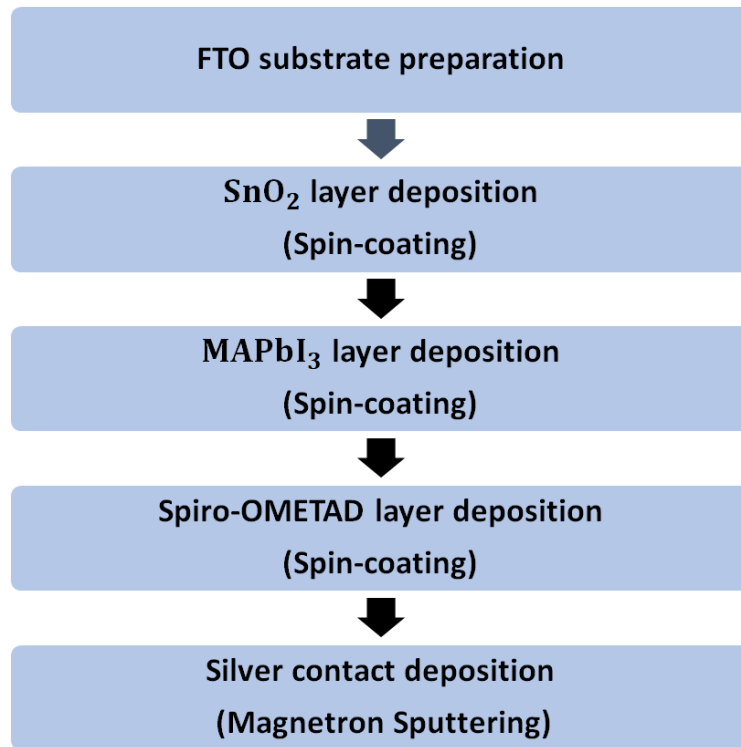 FTO substrate preparation
SnO₂ layer deposition
(Spin-coating)
MAPbI₃ layer deposition
(Spin-coating)
Spiro-OMETAD layer deposition
(Spin-coating)
Silver contact deposition
(Magnetron Sputtering)